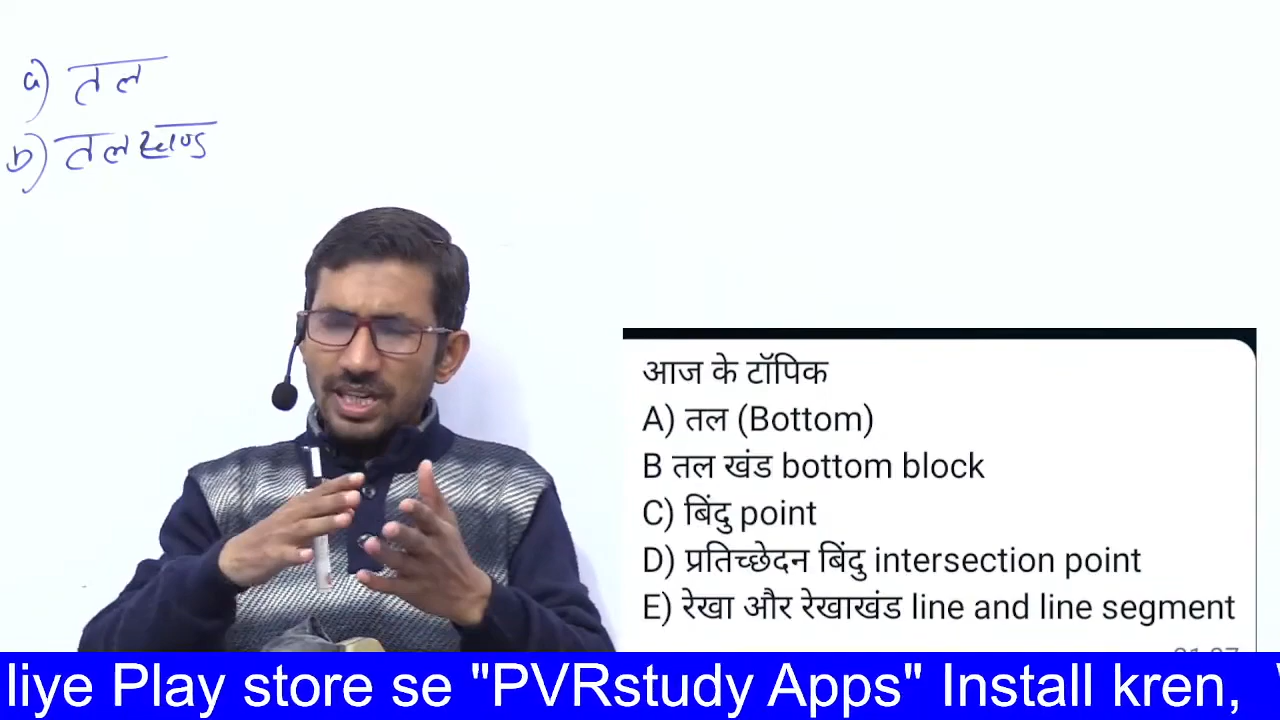 a) तल
b) तलखण्ड
आज के टॉपिक
A) तल (Bottom)
B तल खंड bottom block
C) बिंदु point
D) प्रतिच्छेदन बिंदु intersection point
E) रेखा और रेखाखंड line and line segment
liye Play store se "PVRstudy Apps" Install kren,